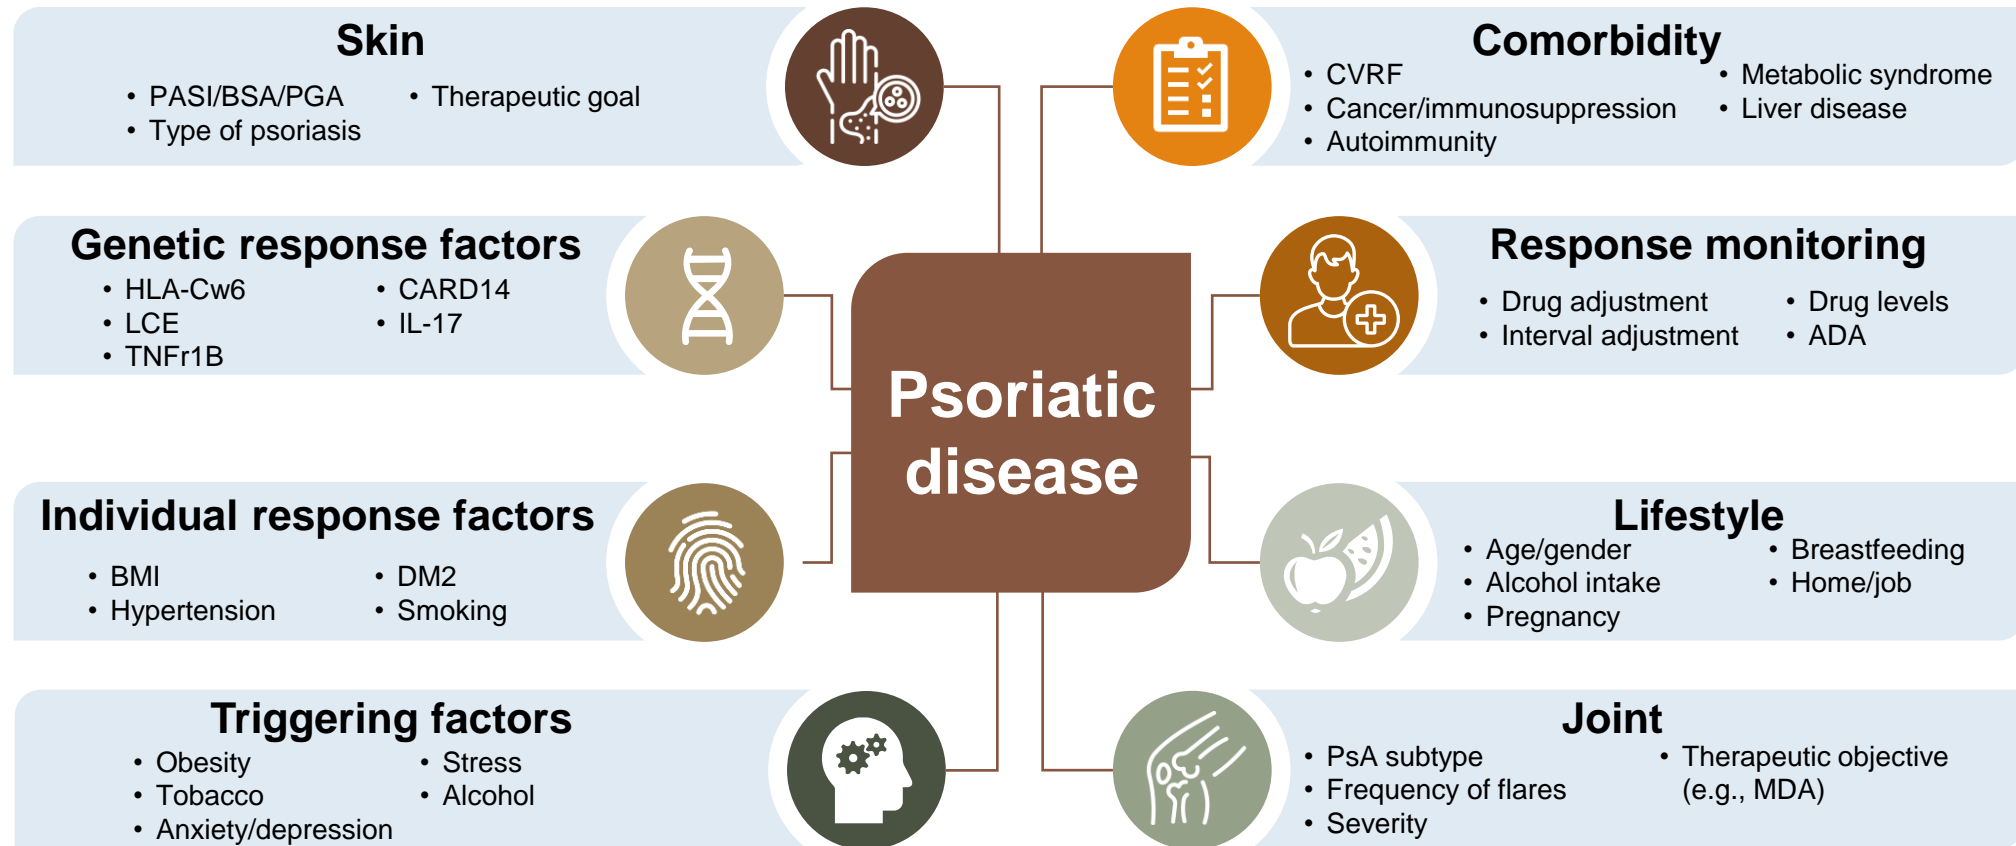 Skin
• PASI/BSA/PGA
• Type of psoriasis
• Therapeutic goal
Genetic response factors
• HLA-Cw6
• LCE
• TNFr1B
• CARD14
• IL-17
Individual response factors
• BMI
• Hypertension
• DM2
• Smoking
Triggering factors
• Obesity
• Tobacco
• Anxiety/depression
• Stress
• Alcohol
Psoriatic
disease
Comorbidity
• CVRF
• Cancer/immunosuppression
• Autoimmunity
• Metabolic syndrome
• Liver disease
Response monitoring
• Drug adjustment
• Interval adjustment
• Drug levels
• ADA
Lifestyle
• Age/gender
• Alcohol intake
• Pregnancy
• Breastfeeding
• Home/job
Joint
• PsA subtype
• Frequency of flares
• Severity
• Therapeutic objective
(e.g., MDA)